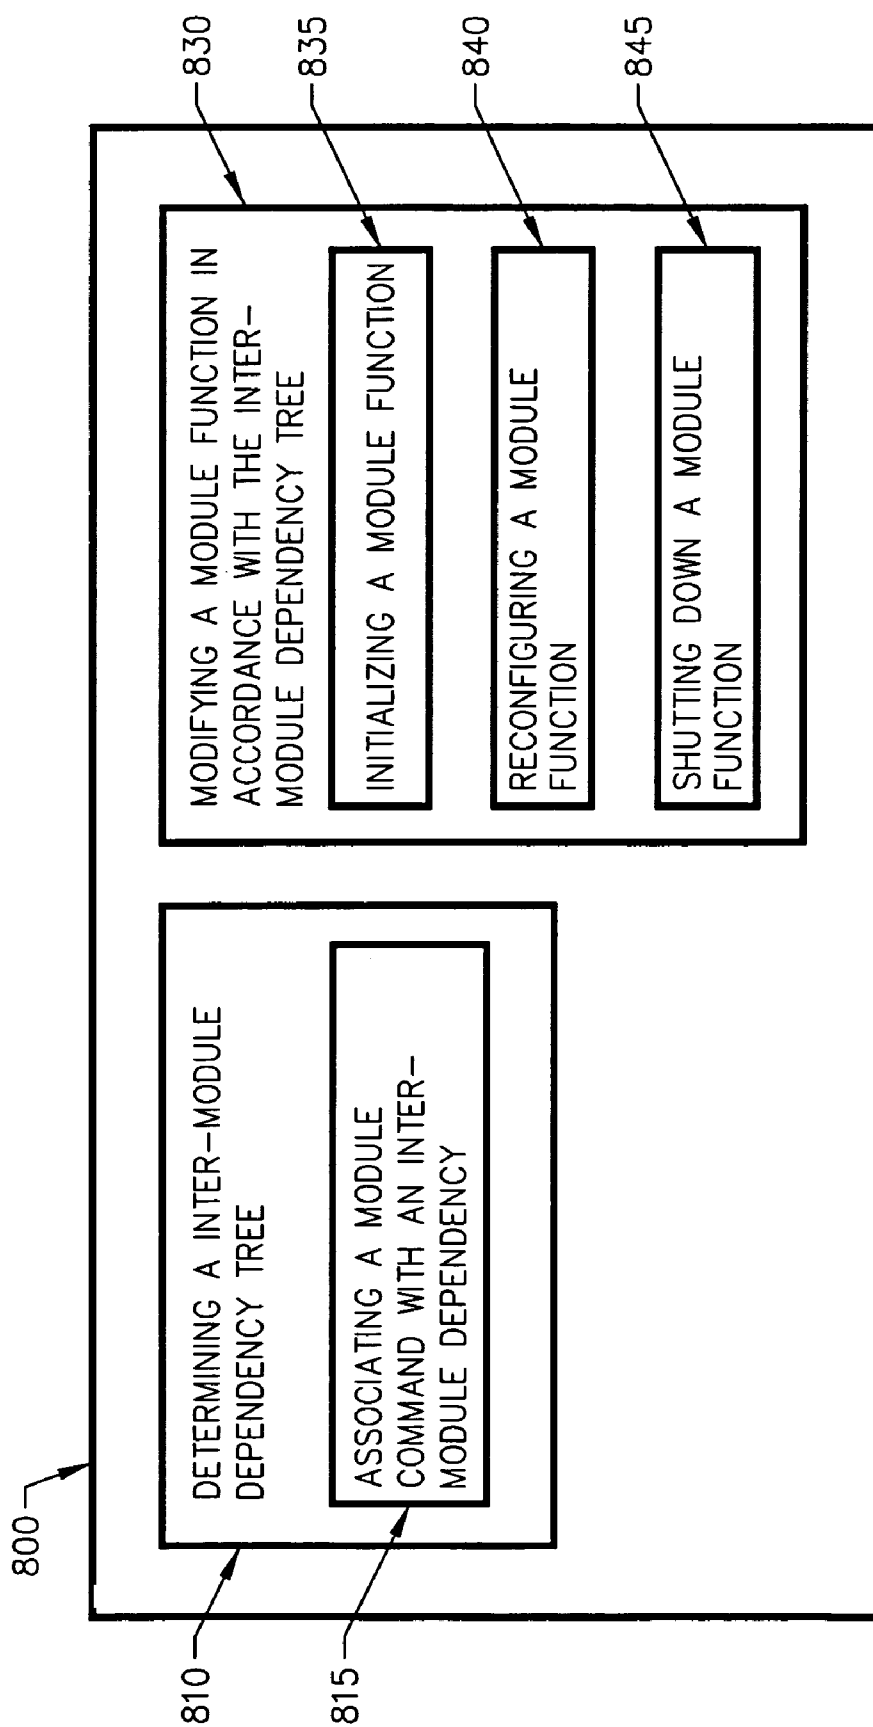 800
810
DETERMINING A INTER-MODULE
DEPENDENCY TREE
815
ASSOCIATING A MODULE
COMMAND WITH AN INTER-
MODULE DEPENDENCY
MODIFYING A MODULE FUNCTION IN
ACCORDANCE WITH THE INTER-
MODULE DEPENDENCY TREE
830
INITIALIZING A MODULE FUNCTION
835
RECONFIGURING A MODULE
FUNCTION
840
SHUTTING DOWN A MODULE
FUNCTION
845